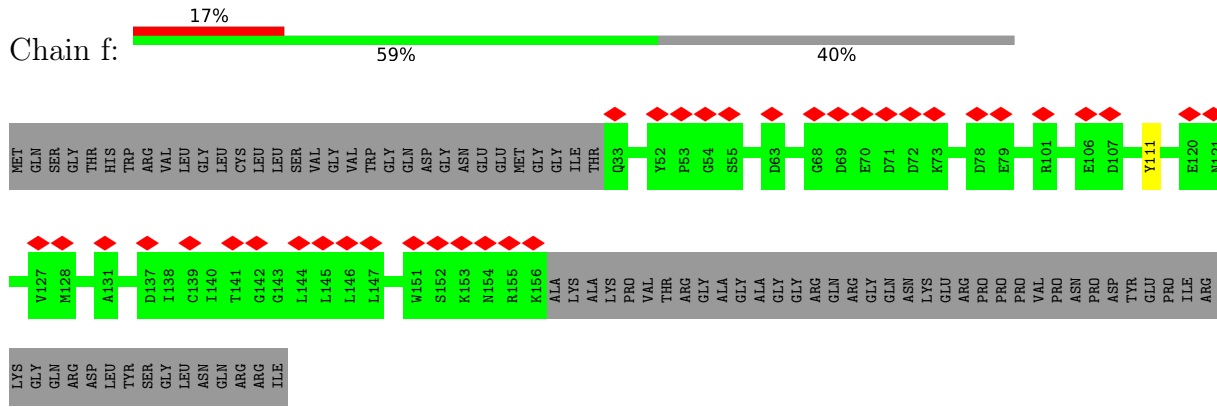 17%
Chain f:
59% 40%
MET GLN SER GLY THR HIS TRP ARG VAL LEU GLY LEU CYS LEU LEU SER VAL GLY VAL TRP GLY GLN ASP GLY ASN GLU GLU MET GLY GLY ILE THR Q33 Y52 P53 G54 S55 D63 G68 D69 E70 D71 D72 K73 D78 E79 R101 E106 D107 Y111 E120 N121
V127 M128 A131 D137 I138 C139 I140 T141 G142 G143 L144 L145 L146 L147 W151 S152 K153 N154 R155 K156 ALA LYS ALA LYS PRO VAL THR ARG GLY ALA GLY ALA GLY GLY ARG GLN ARG GLY GLN ASN LYS GLU ARG PRO PRO PRO VAL PRO ASN PRO ASP TYR GLU PRO ILE ARG
LYS GLY GLN ARG ASP LEU TYR SER GLY LEU ASN GLN ARG ARG ILE